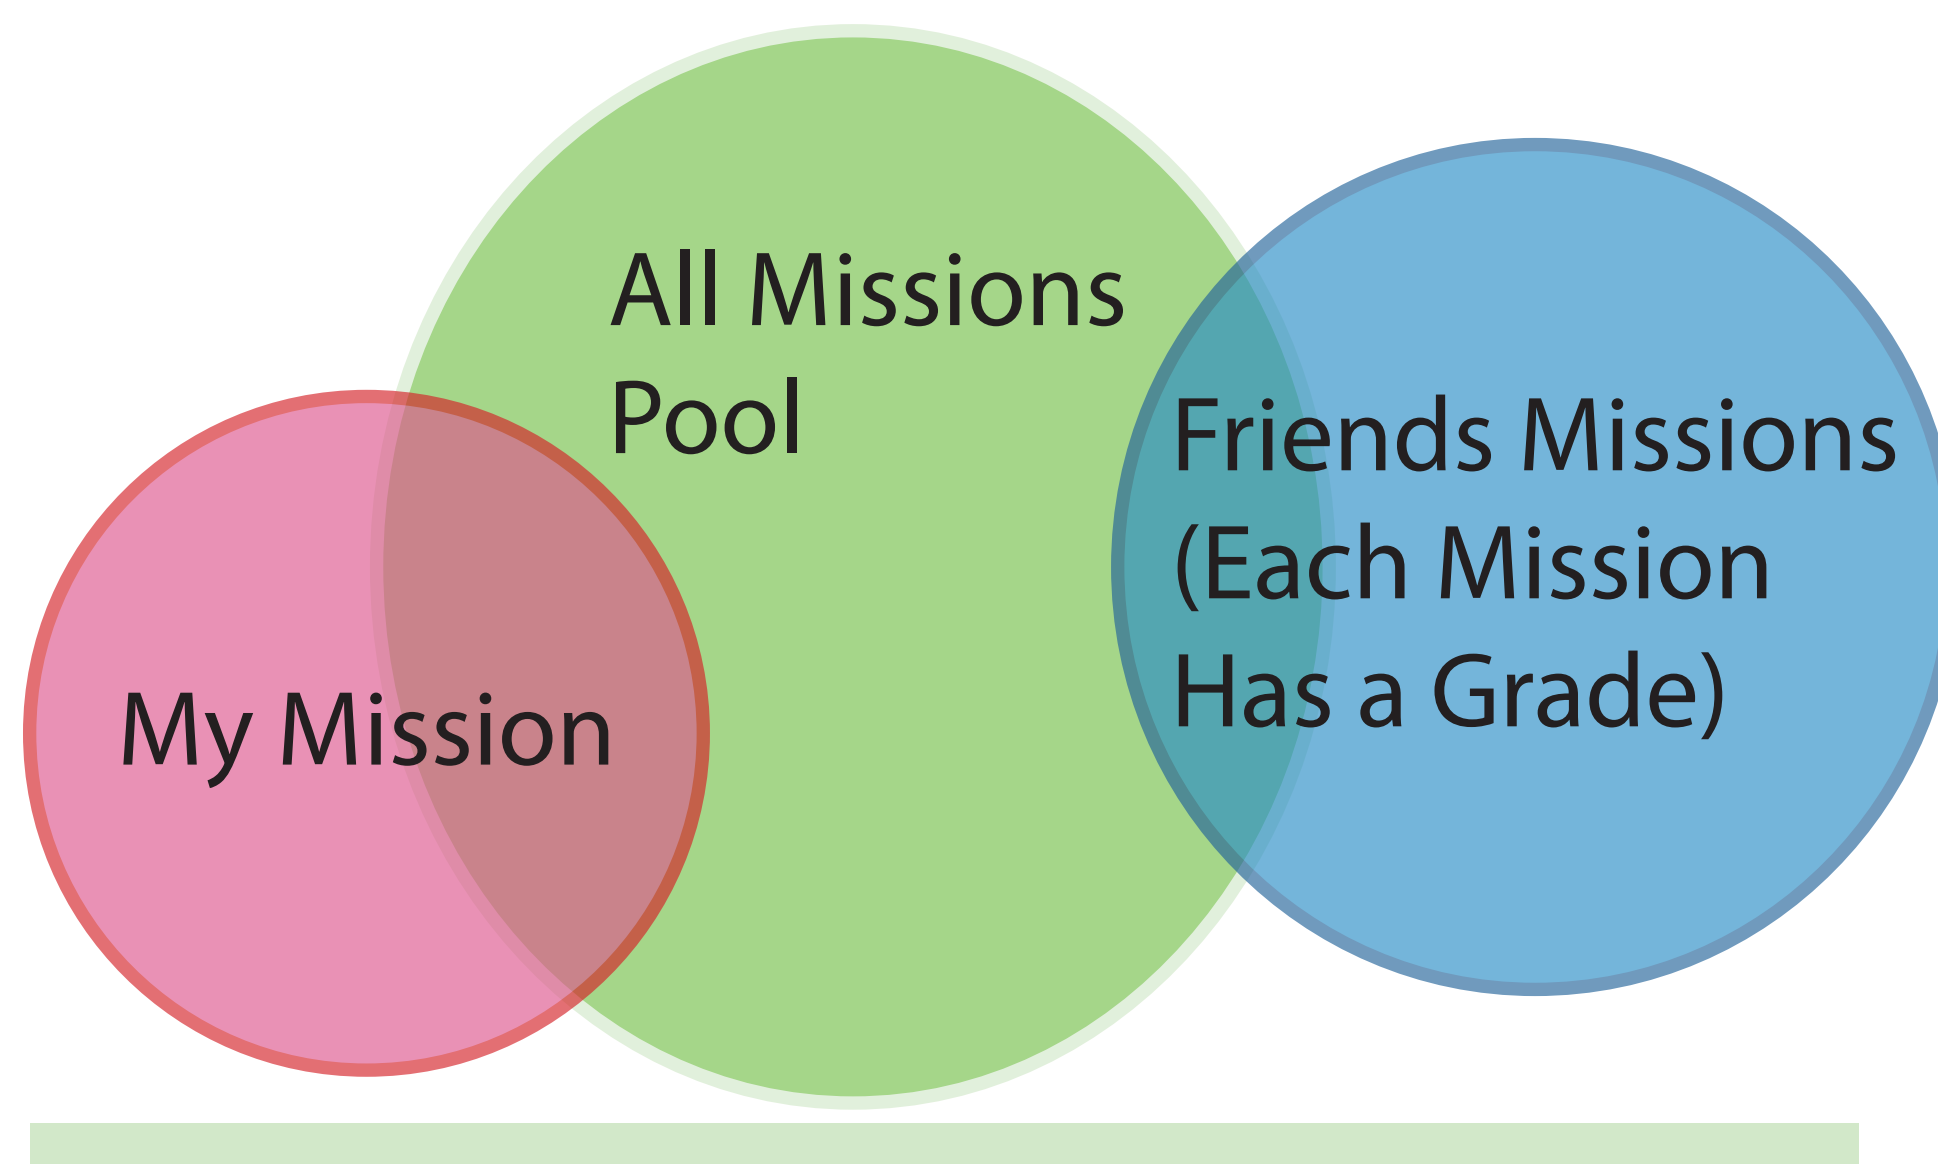 All Missions
Pool
Friends Missions
(Each Mission
Has a Grade)
My Mission